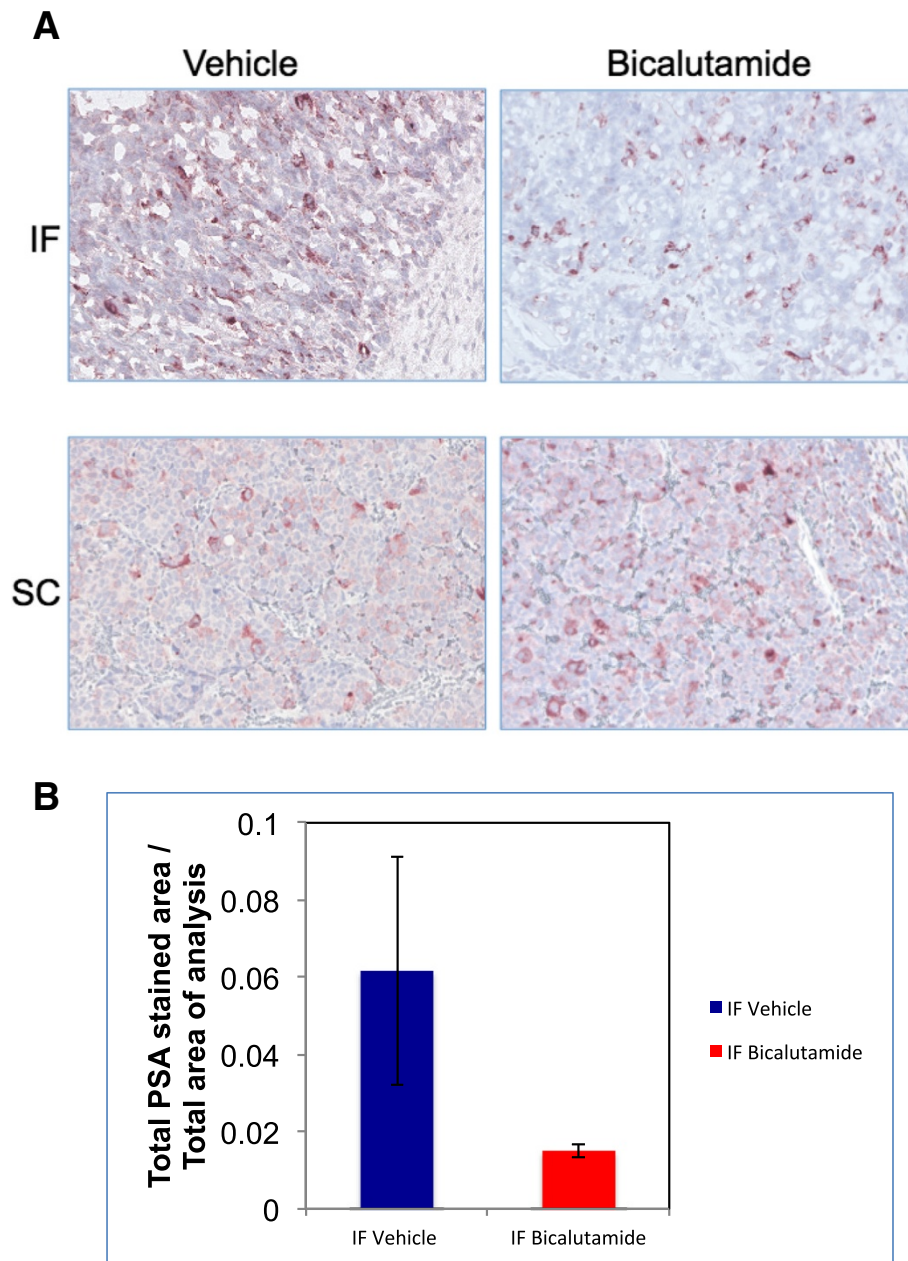 A
Vehicle
Bicalutamide
IF
SC
B
Total PSA stained area /
Total area of analysis
0.1
0.08
0.06
0.04
0.02
0
IF Vehicle
IF Bicalutamide
IF Vehicle
IF Bicalutamide